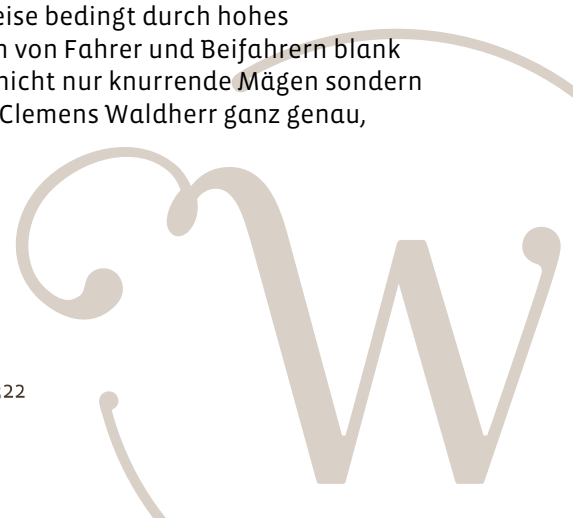 eise bedingt durch hohes
n von Fahrer und Beifahrern blank
nicht nur knurrende Mägen sondern
Clemens Waldherr ganz genau,
W
22